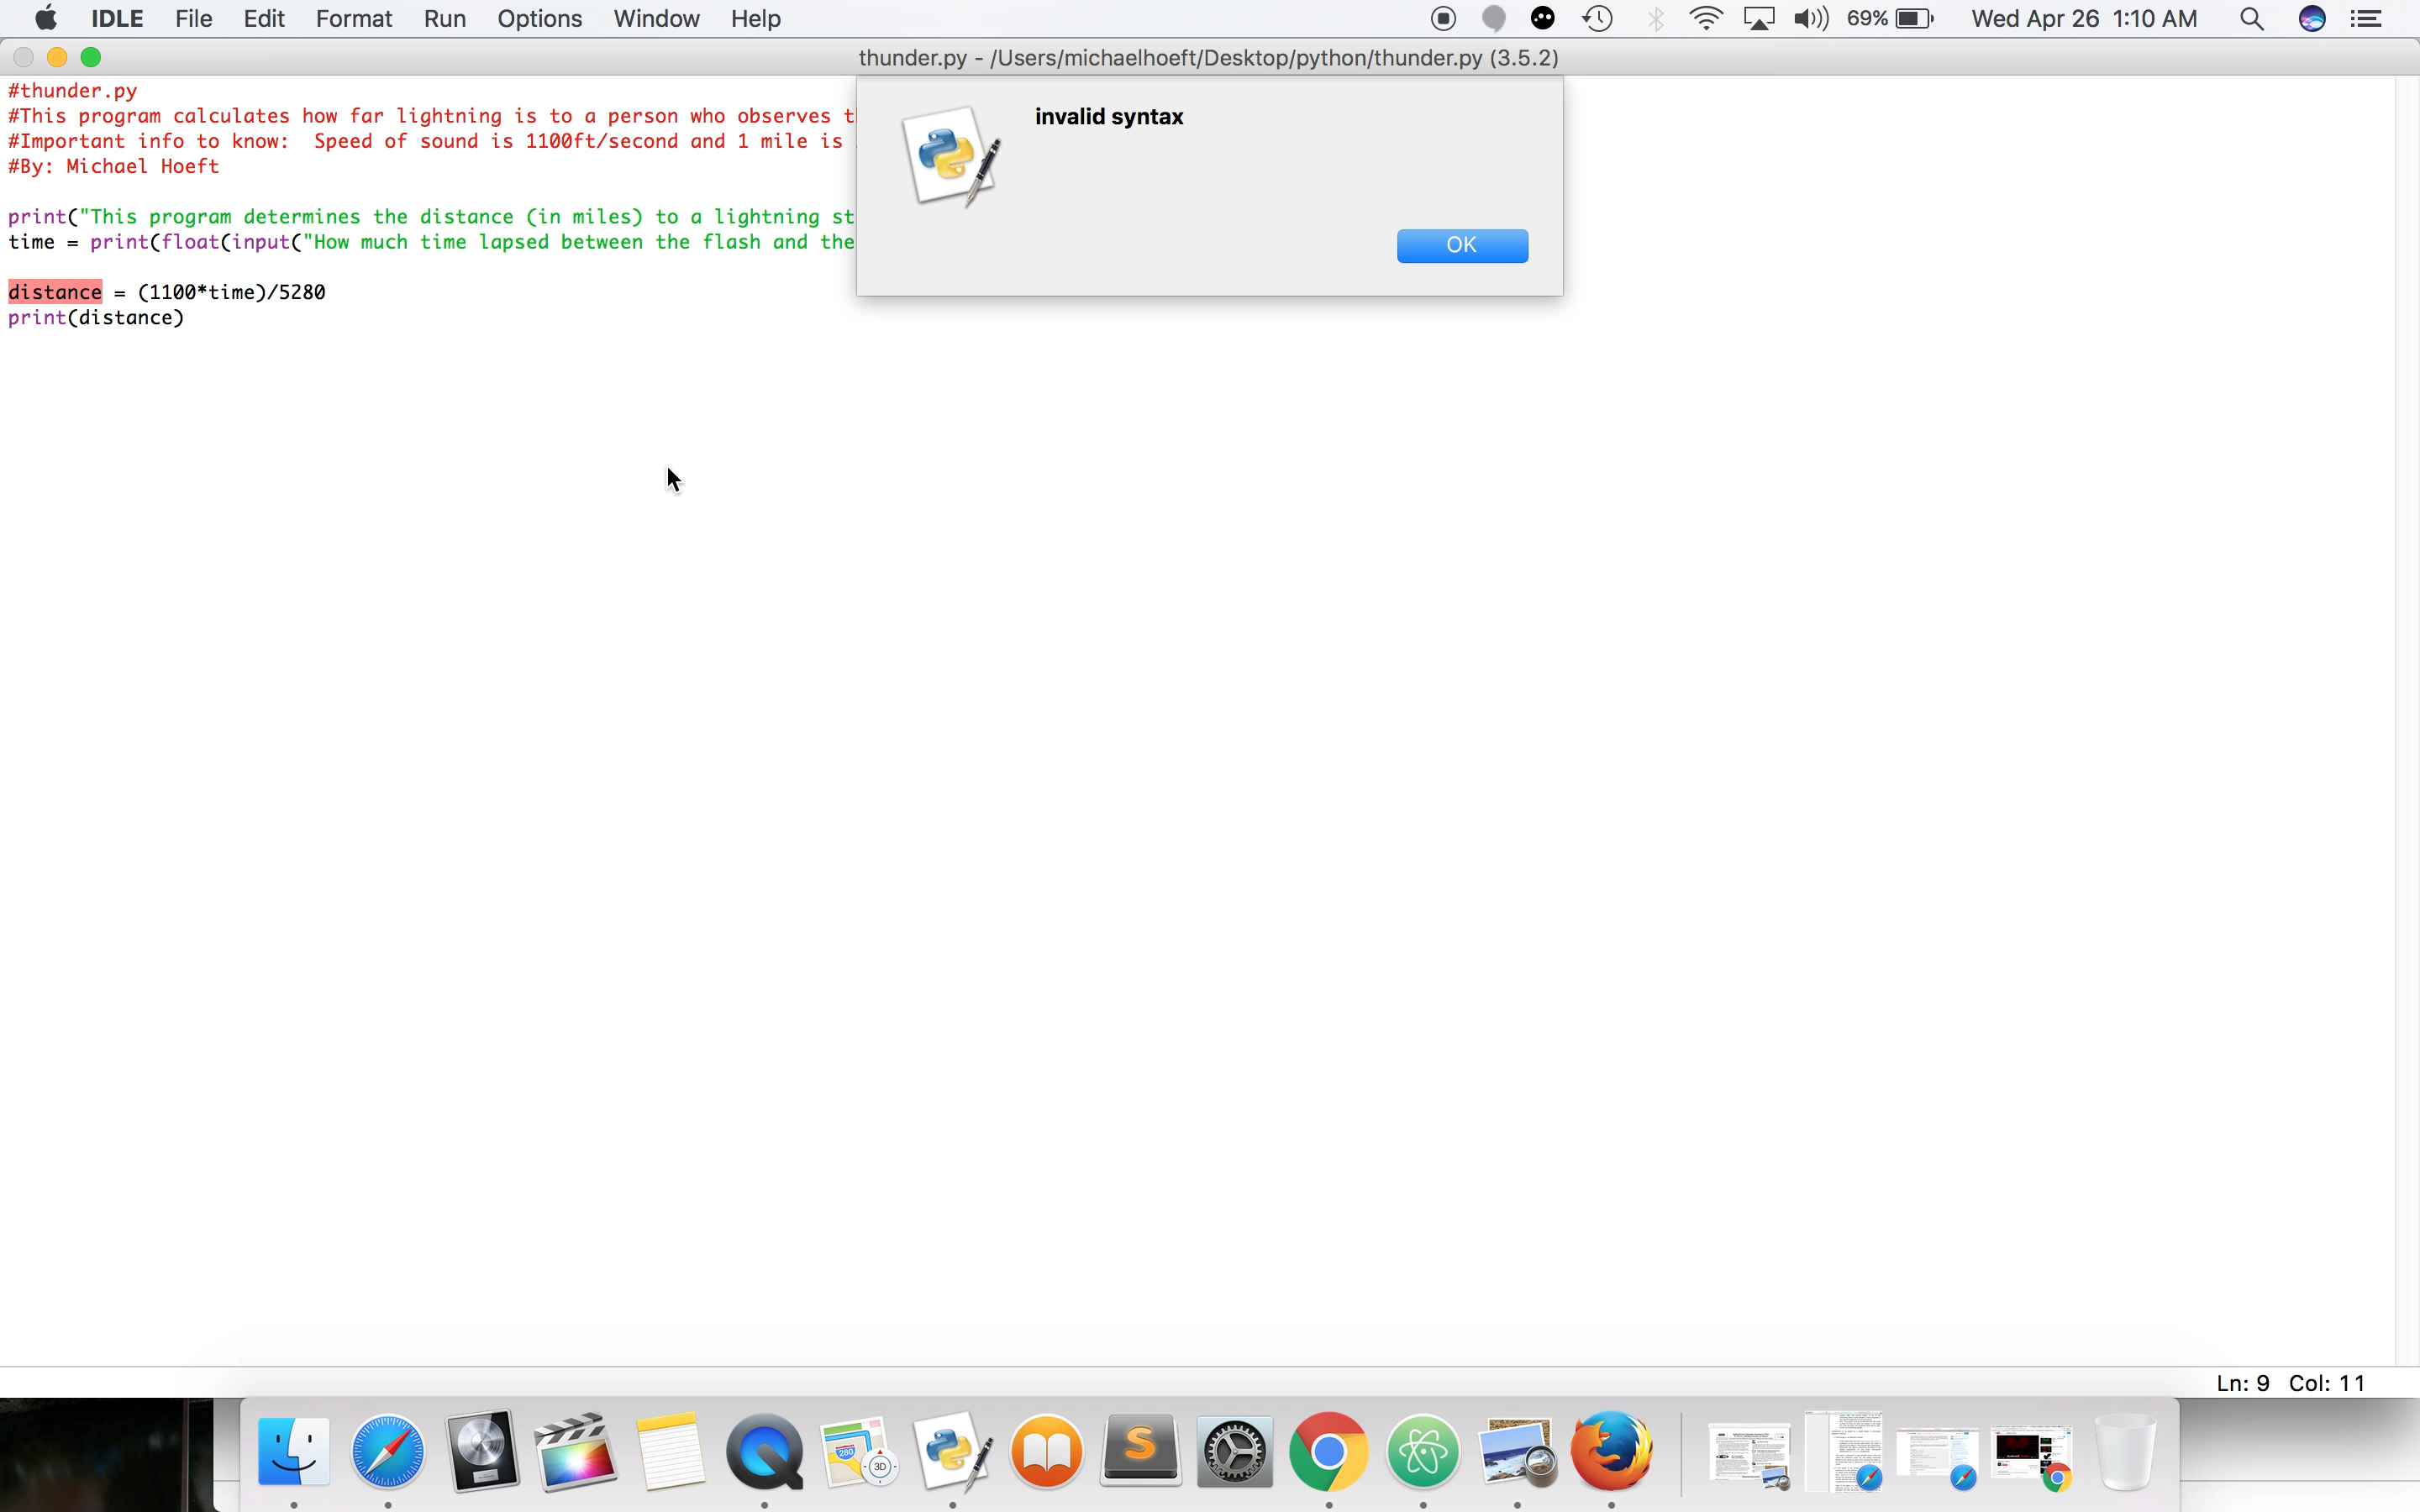 IDLE File Edit Format Run Options Window Help 69% Wed Apr 26 1:10 AM
thunder.py - /Users/michaelhoeft/Desktop/python/thunder.py (3.5.2)
#thunder.py
#This program calculates how far lightning is to a person who observes
#Important info to know:  Speed of sound is 1100ft/second and 1 mile is
#By: Michael Hoeft
print("This program determines the distance (in miles) to a lightning st
time = print(float(input("How much time lapsed between the flash and the
distance = (1100*time)/5280
print(distance)
invalid syntax
OK
Ln: 9 Col: 11
280
3D
S